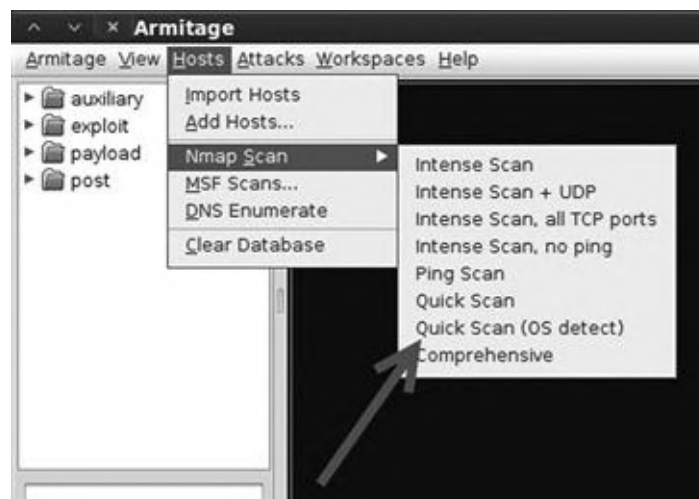 Armitage
Armitage View Hosts Attacks Workspaces Help
auxiliary
exploit
payload
post
Import Hosts
Add Hosts...
Nmap Scan
MSF Scans...
DNS Enumerate
Clear Database
Intense Scan
Intense Scan + UDP
Intense Scan, all TCP ports
Intense Scan, no ping
Ping Scan
Quick Scan
Quick Scan (OS detect)
Comprehensive